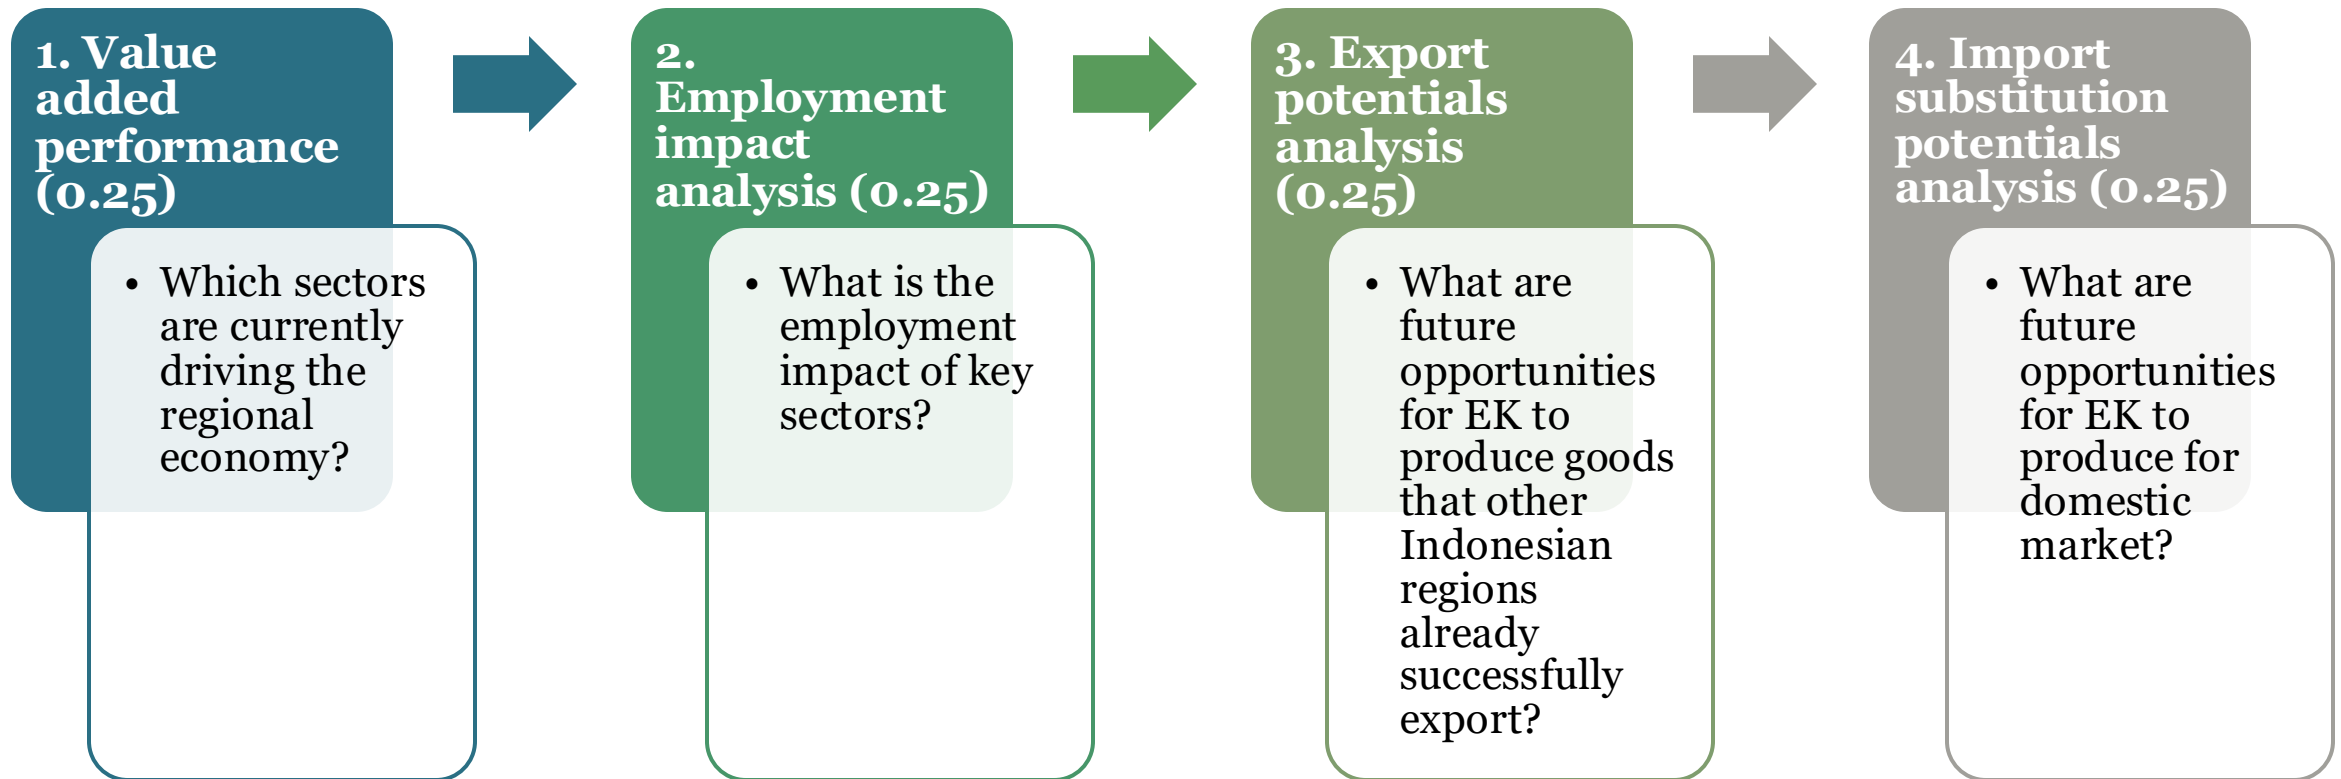 1. Value
added
performance
(0.25)
• Which sectors
are currently
driving the
regional
economy?
2.
Employment
impact
analysis (0.25)
• What is the
employment
impact of key
sectors?
3. Export
potentials
analysis
(0.25)
• What are
future
opportunities
for EK to
produce goods
that other
Indonesian
regions
already
successfully
export?
4. Import
substitution
potentials
analysis (0.25)
• What are
future
opportunities
for EK to
produce for
domestic
market?